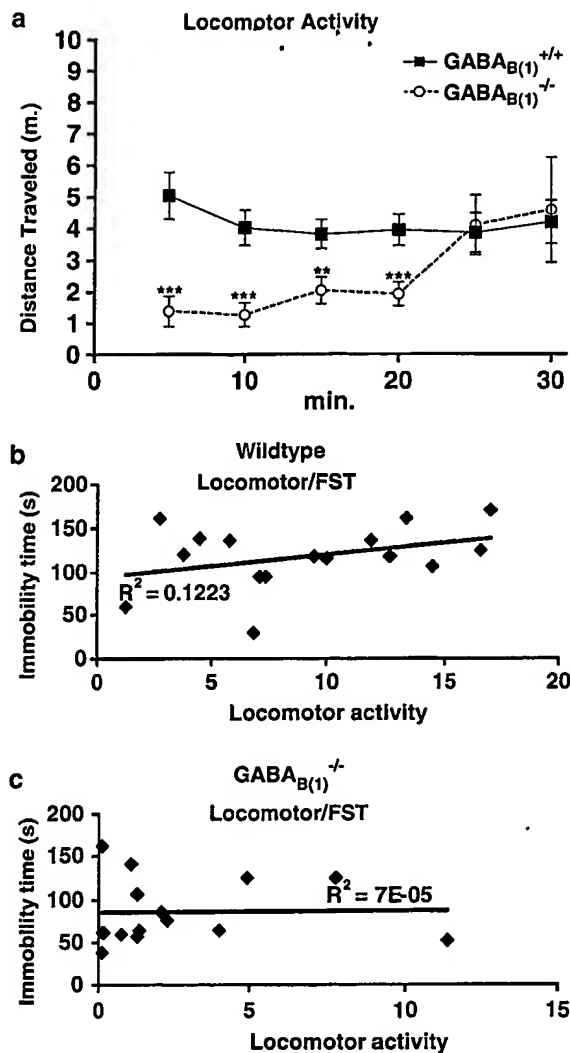 a
Locomotor Activity
GABA_B(1)^+/+
GABA_B(1)^-/-
Distance Traveled (m.)
10
9
8
7
6
5
4
3
2
1
0
***
***
**
***
0 10 20 30
min.
b
Wildtype
Locomotor/FST
Immobility time (s)
200
150
100
50
0
R² = 0.1223
0 5 10 15 20
Locomotor activity
c
GABA_B(1)^-/-
Locomotor/FST
Immobility time (s)
200
150
100
50
0
R² = 7E-05
0 5 10 15
Locomotor activity